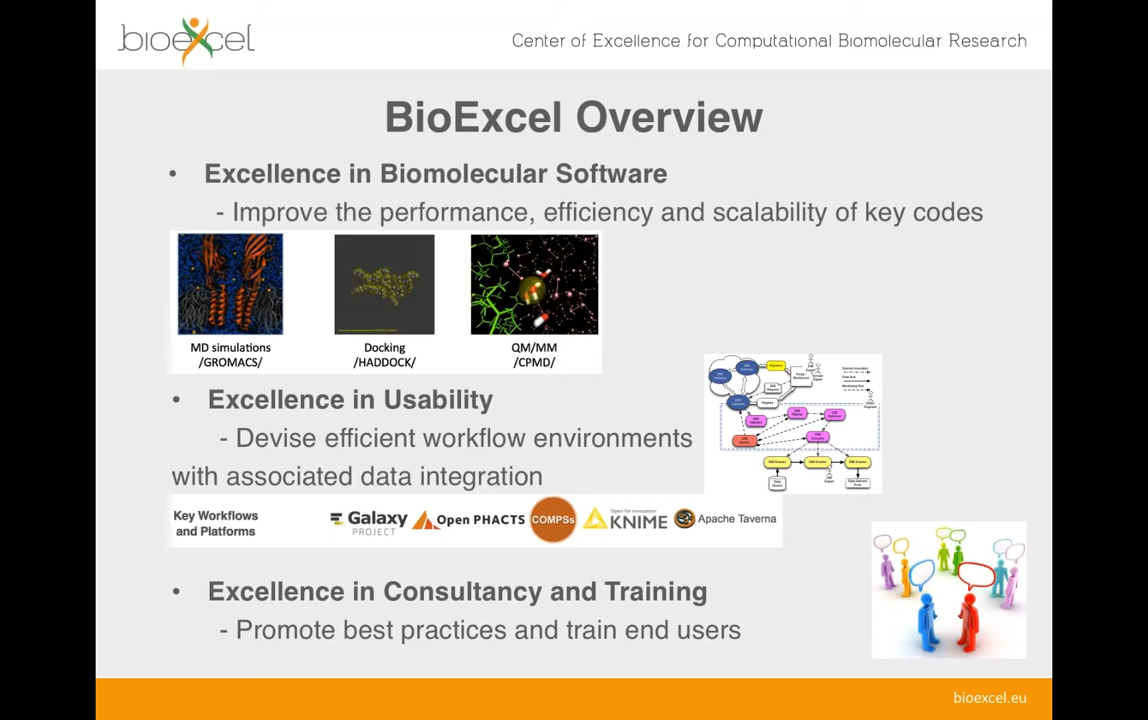 bioexcel
Center of Excellence for Computational Biomolecular Research
BioExcel Overview
• Excellence in Biomolecular Software
- Improve the performance, efficiency and scalability of key codes
MD simulations
/GROMACS/
Docking
/HADDOCK/
QM/MM
/CPMD/
• Excellence in Usability
- Devise efficient workflow environments
with associated data integration
Registry
Data
Source
Key Workflows
and Platforms
Galaxy
PROJECT
Open PHACTS
COMPSs
Open for Innovation
KNIME
Apache Taverna
• Excellence in Consultancy and Training
- Promote best practices and train end users
bioexcel.eu